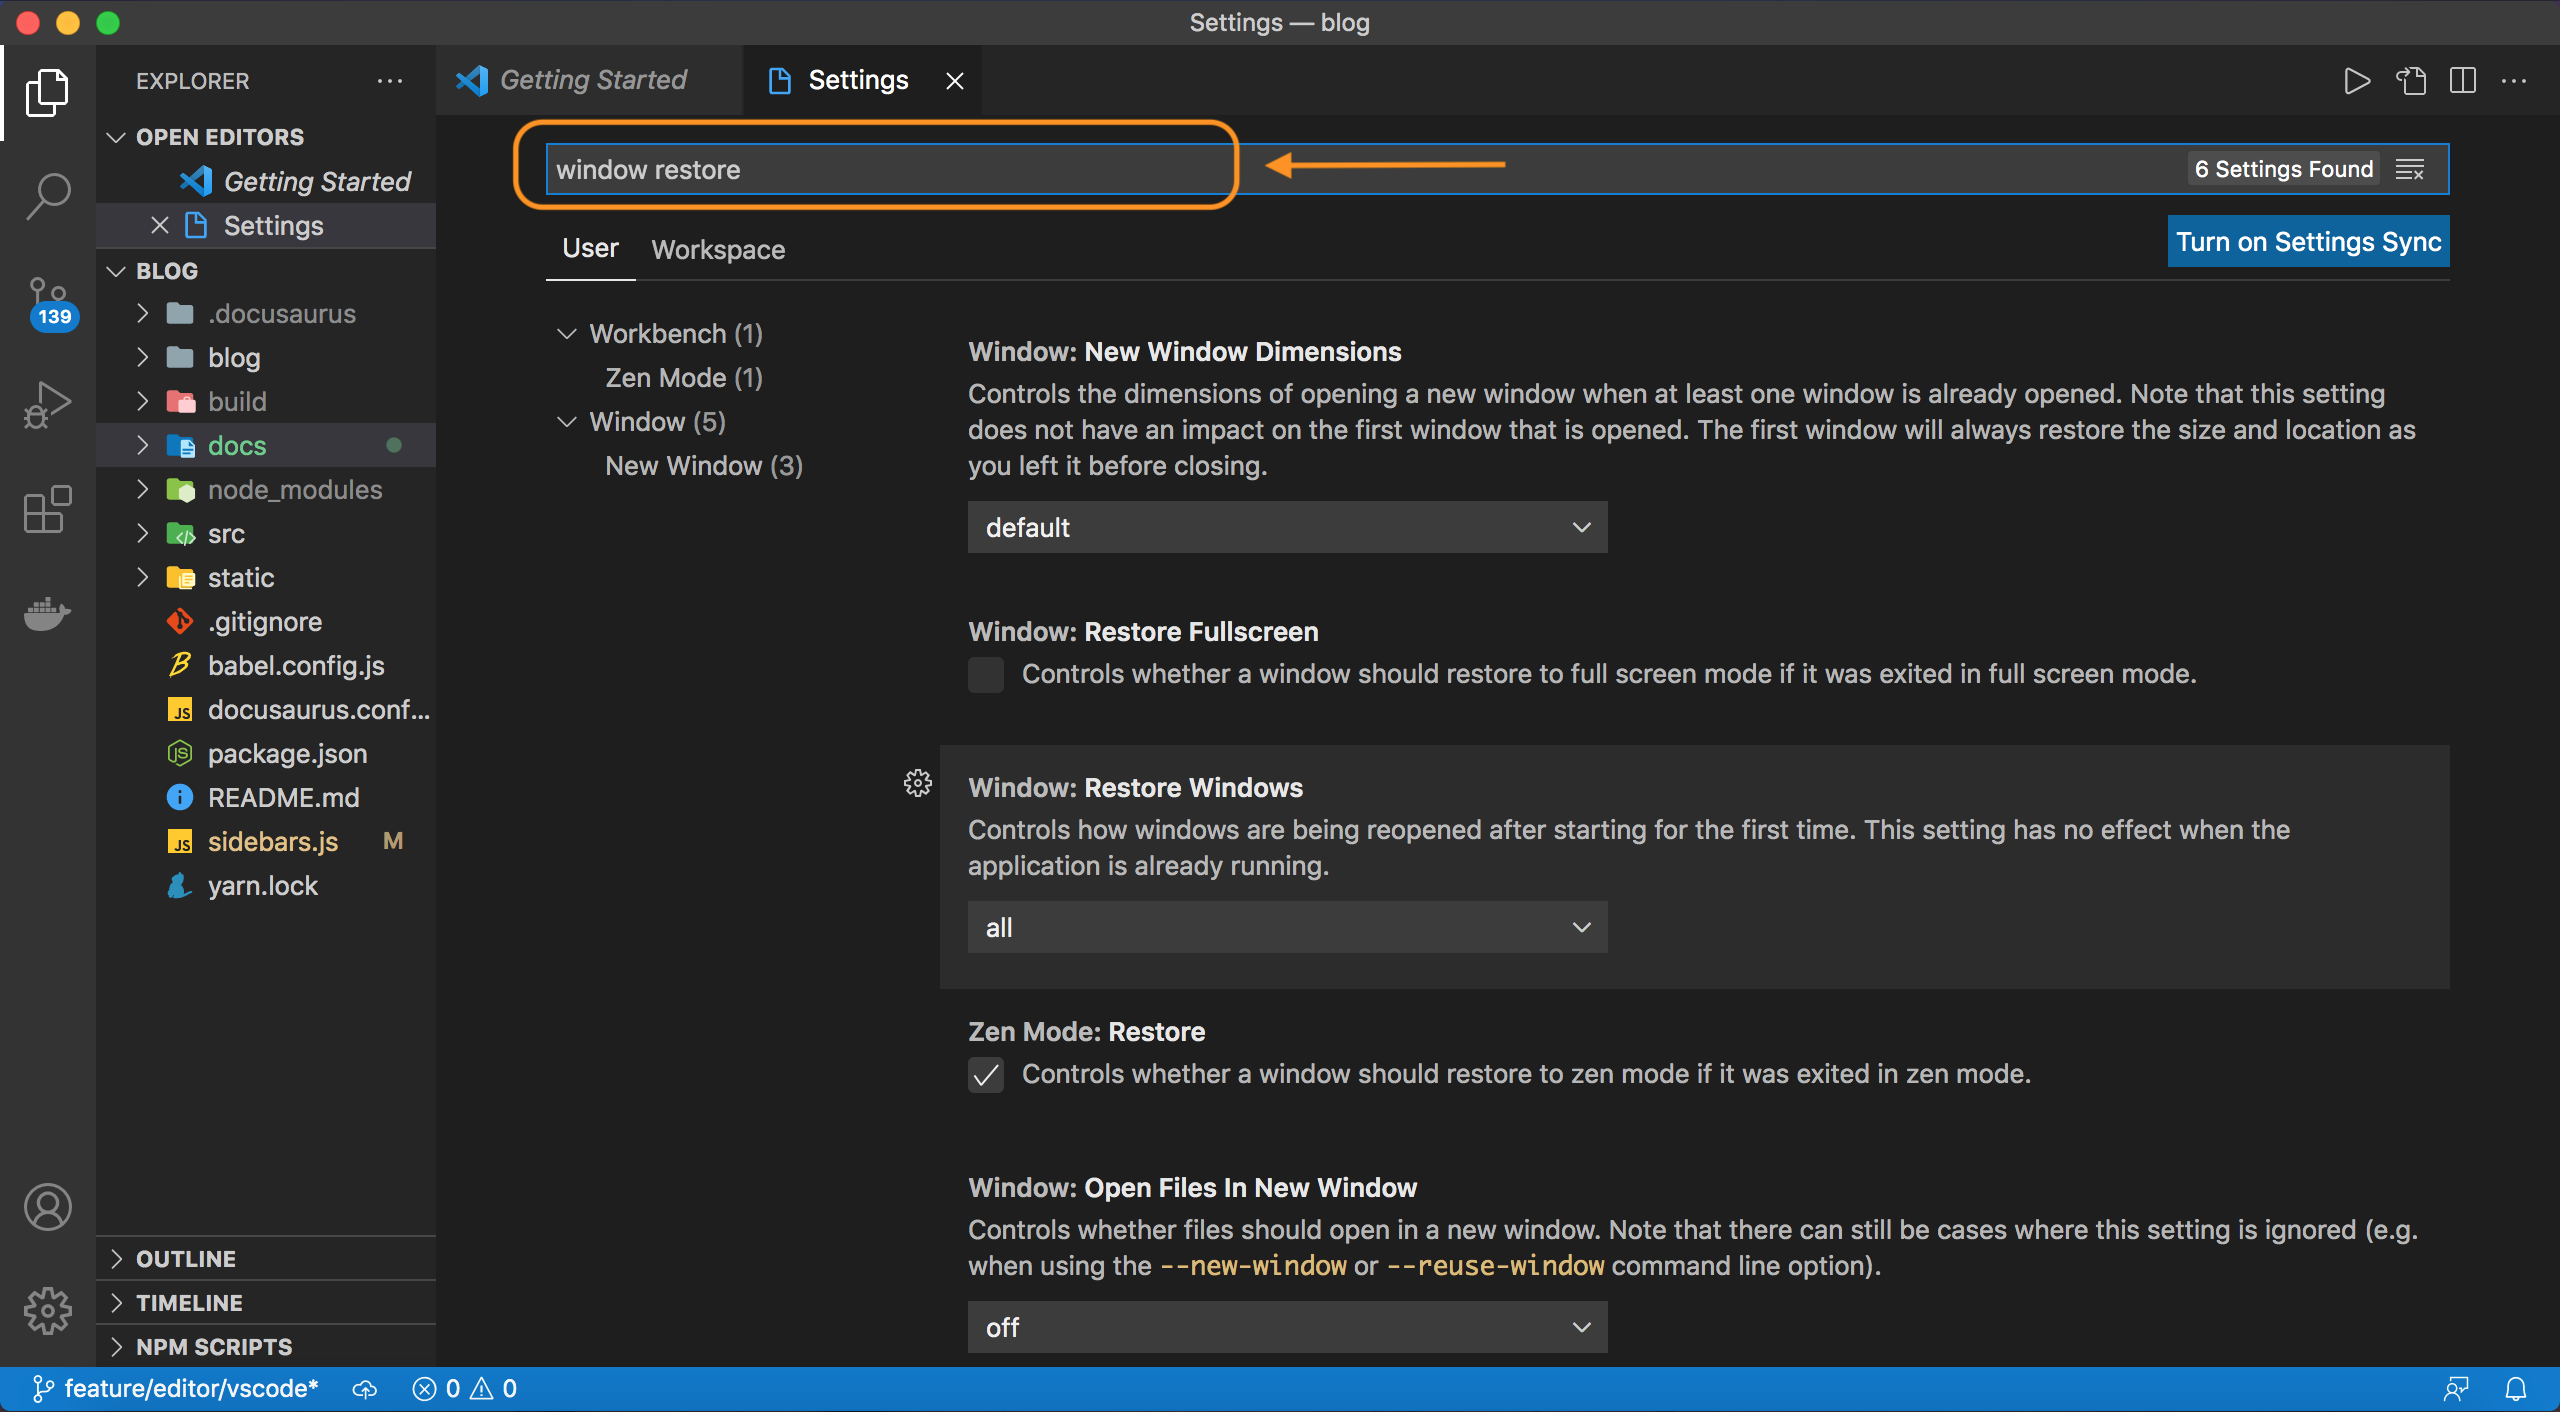 Settings — blog
EXPLORER
OPEN EDITORS
Getting Started
Settings
BLOG
.docusaurus
blog
build
docs
node_modules
src
static
.gitignore
babel.config.js
docusaurus.conf...
package.json
README.md
sidebars.js M
yarn.lock
OUTLINE
TIMELINE
NPM SCRIPTS
139
Getting Started
Settings
window restore
6 Settings Found
User Workspace
Turn on Settings Sync
Workbench (1)
Zen Mode (1)
Window (5)
New Window (3)
Window: New Window Dimensions
Controls the dimensions of opening a new window when at least one window is already opened. Note that this setting
does not have an impact on the first window that is opened. The first window will always restore the size and location as
you left it before closing.
default
Window: Restore Fullscreen
Controls whether a window should restore to full screen mode if it was exited in full screen mode.
Window: Restore Windows
Controls how windows are being reopened after starting for the first time. This setting has no effect when the
application is already running.
all
Zen Mode: Restore
Controls whether a window should restore to zen mode if it was exited in zen mode.
Window: Open Files In New Window
Controls whether files should open in a new window. Note that there can still be cases where this setting is ignored (e.g.
when using the --new-window or --reuse-window command line option).
off
feature/editor/vscode* 0 0